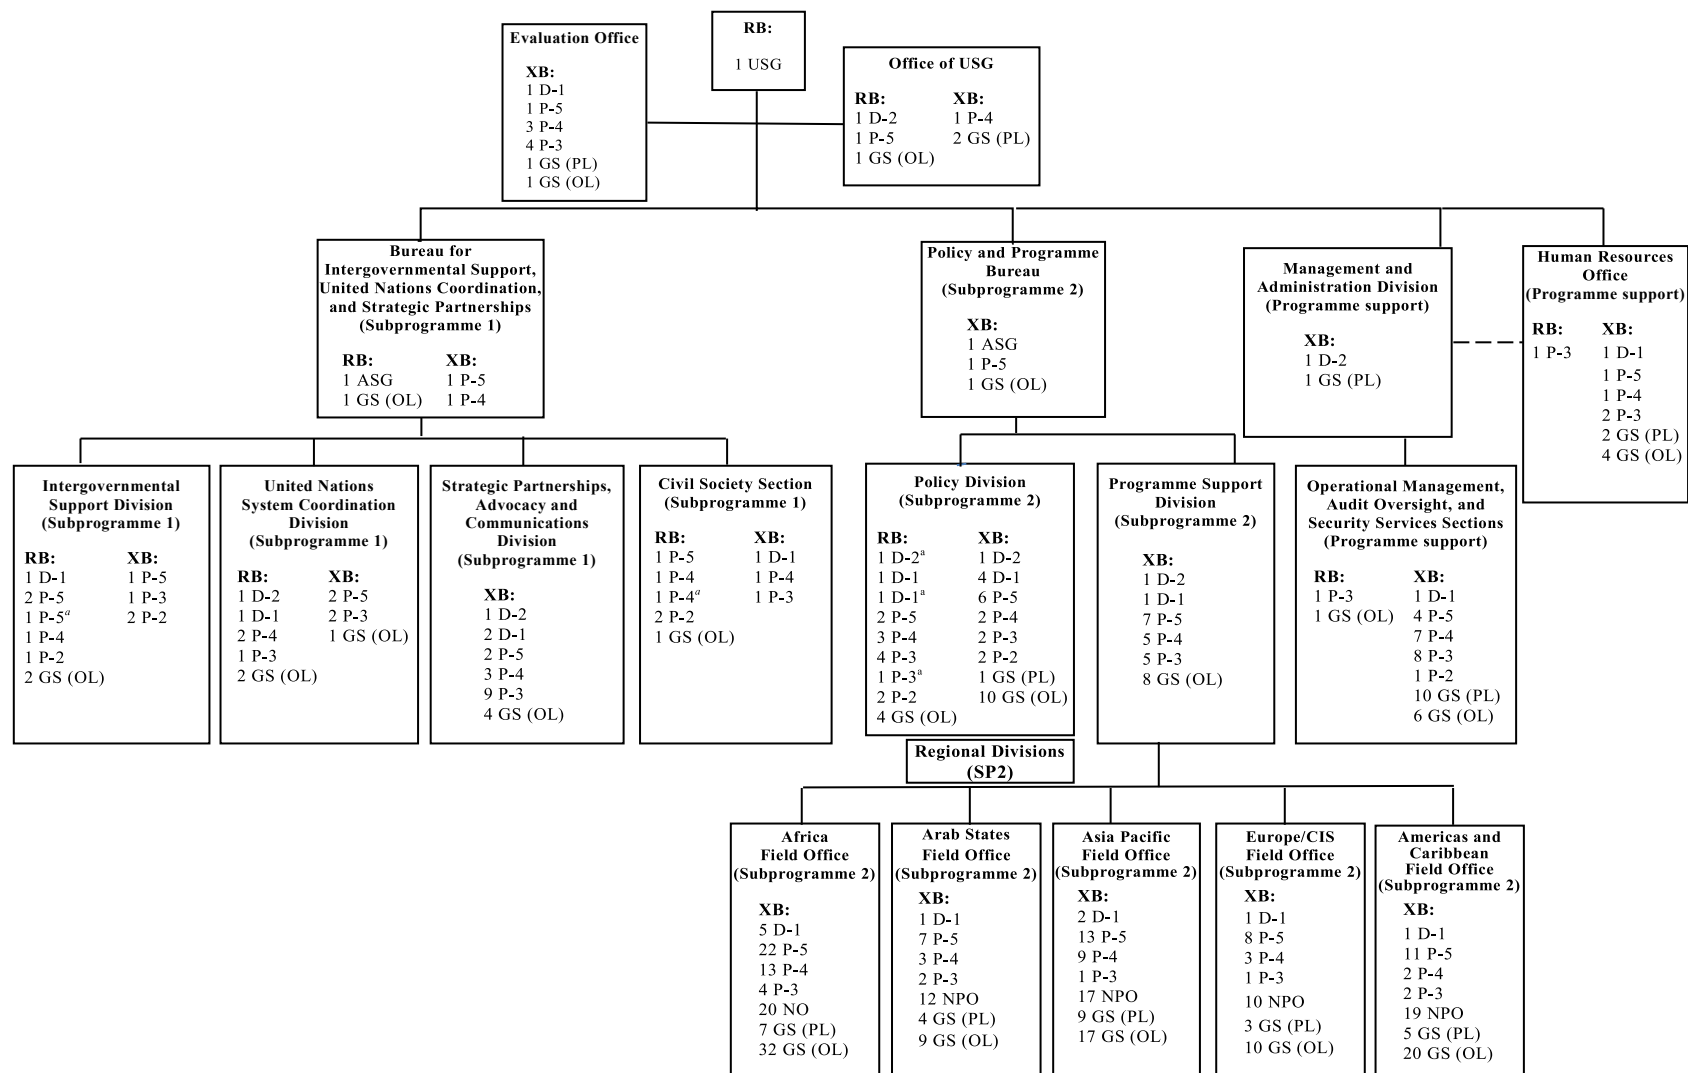 Evaluation Office
XB:
1 D-1
1 P-5
3 P-4
4 P-3
1 GS (PL)
1 GS (OL)
RB:
1 USG
Office of USG
RB:
1 D-2
1 P-5
1 GS (OL)
XB:
1 P-4
2 GS (PL)
Bureau for
Intergovernmental Support,
United Nations Coordination,
and Strategic Partnerships
(Subprogramme 1)
RB:
1 ASG
1 GS (OL)
XB:
1 P-5
1 P-4
Policy and Programme
Bureau
(Subprogramme 2)
XB:
1 ASG
1 P-5
1 GS (OL)
Management and
Administration Division
(Programme support)
XB:
1 D-2
1 GS (PL)
Human Resources
Office
(Programme support)
RB:
1 P-3
XB:
1 D-1
1 P-5
1 P-4
2 P-3
2 GS (PL)
4 GS (OL)
Intergovernmental
Support Division
(Subprogramme 1)
RB:
1 D-1
2 P-5
1 P-5a
1 P-4
1 P-2
2 GS (OL)
XB:
1 P-5
1 P-3
2 P-2
United Nations
System Coordination
Division
(Subprogramme 1)
RB:
1 D-2
1 D-1
2 P-4
1 P-3
2 GS (OL)
XB:
2 P-5
2 P-3
1 GS (OL)
Strategic Partnerships,
Advocacy and
Communications
Division
(Subprogramme 1)
XB:
1 D-2
2 D-1
2 P-5
3 P-4
9 P-3
4 GS (OL)
Civil Society Section
(Subprogramme 1)
RB:
1 P-5
1 P-4
1 P-4a
2 P-2
1 GS (OL)
XB:
1 D-1
1 P-4
1 P-3
Policy Division
(Subprogramme 2)
RB:
1 D-2a
1 D-1
1 D-1a
2 P-5
3 P-4
4 P-3
1 P-3a
2 P-2
4 GS (OL)
XB:
1 D-2
4 D-1
6 P-5
2 P-4
2 P-3
2 P-2
1 GS (PL)
10 GS (OL)
Programme Support
Division
(Subprogramme 2)
XB:
1 D-2
1 D-1
7 P-5
5 P-4
5 P-3
8 GS (OL)
Operational Management,
Audit Oversight, and
Security Services Sections
(Programme support)
RB:
1 P-3
1 GS (OL)
XB:
1 D-1
4 P-5
7 P-4
8 P-3
1 P-2
10 GS (PL)
6 GS (OL)
Regional Divisions
(SP2)
Africa
Field Office
(Subprogramme 2)
XB:
5 D-1
22 P-5
13 P-4
4 P-3
20 NO
7 GS (PL)
32 GS (OL)
Arab States
Field Office
(Subprogramme 2)
XB:
1 D-1
7 P-5
3 P-4
2 P-3
12 NPO
4 GS (PL)
9 GS (OL)
Asia Pacific
Field Office
(Subprogramme 2)
XB:
2 D-1
13 P-5
9 P-4
1 P-3
17 NPO
9 GS (PL)
17 GS (OL)
Europe/CIS
Field Office
(Subprogramme 2)
XB:
1 D-1
8 P-5
3 P-4
1 P-3
10 NPO
3 GS (PL)
10 GS (OL)
Americas and
Caribbean
Field Office
(Subprogramme 2)
XB:
1 D-1
11 P-5
2 P-4
2 P-3
19 NPO
5 GS (PL)
20 GS (OL)